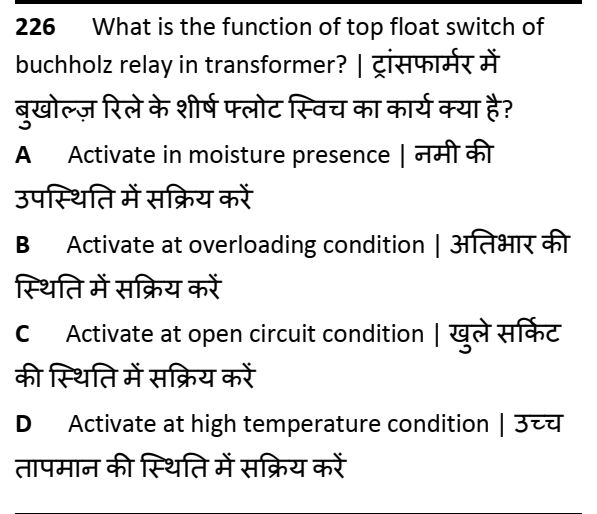 226 What is the function of top float switch of
buchholz relay in transformer? | ट्रांसफार्मर में
बुखोल्ज़ रिले के शीर्ष फ्लोट स्विच का कार्य क्या है?
A Activate in moisture presence | नमी की
उपस्थिति में सक्रिय करें
B Activate at overloading condition | अतिभार की
स्थिति में सक्रिय करें
C Activate at open circuit condition | खुले सर्किट
की स्थिति में सक्रिय करें
D Activate at high temperature condition | उच्च
तापमान की स्थिति में सक्रिय करें